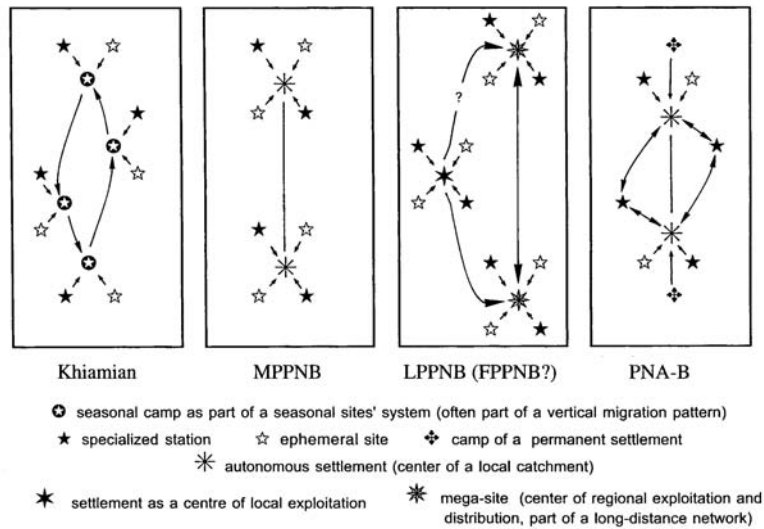 ?
Khiamian MPPNB LPPNB (FPPNB?) PNA-B
seasonal camp as part of a seasonal sites' system (often part of a vertical migration pattern)
specialized station ephemeral site camp of a permanent settlement
autonomous settlement (center of a local catchment)
settlement as a centre of local exploitation mega-site (center of regional exploitation and
distribution, part of a long-distance network)